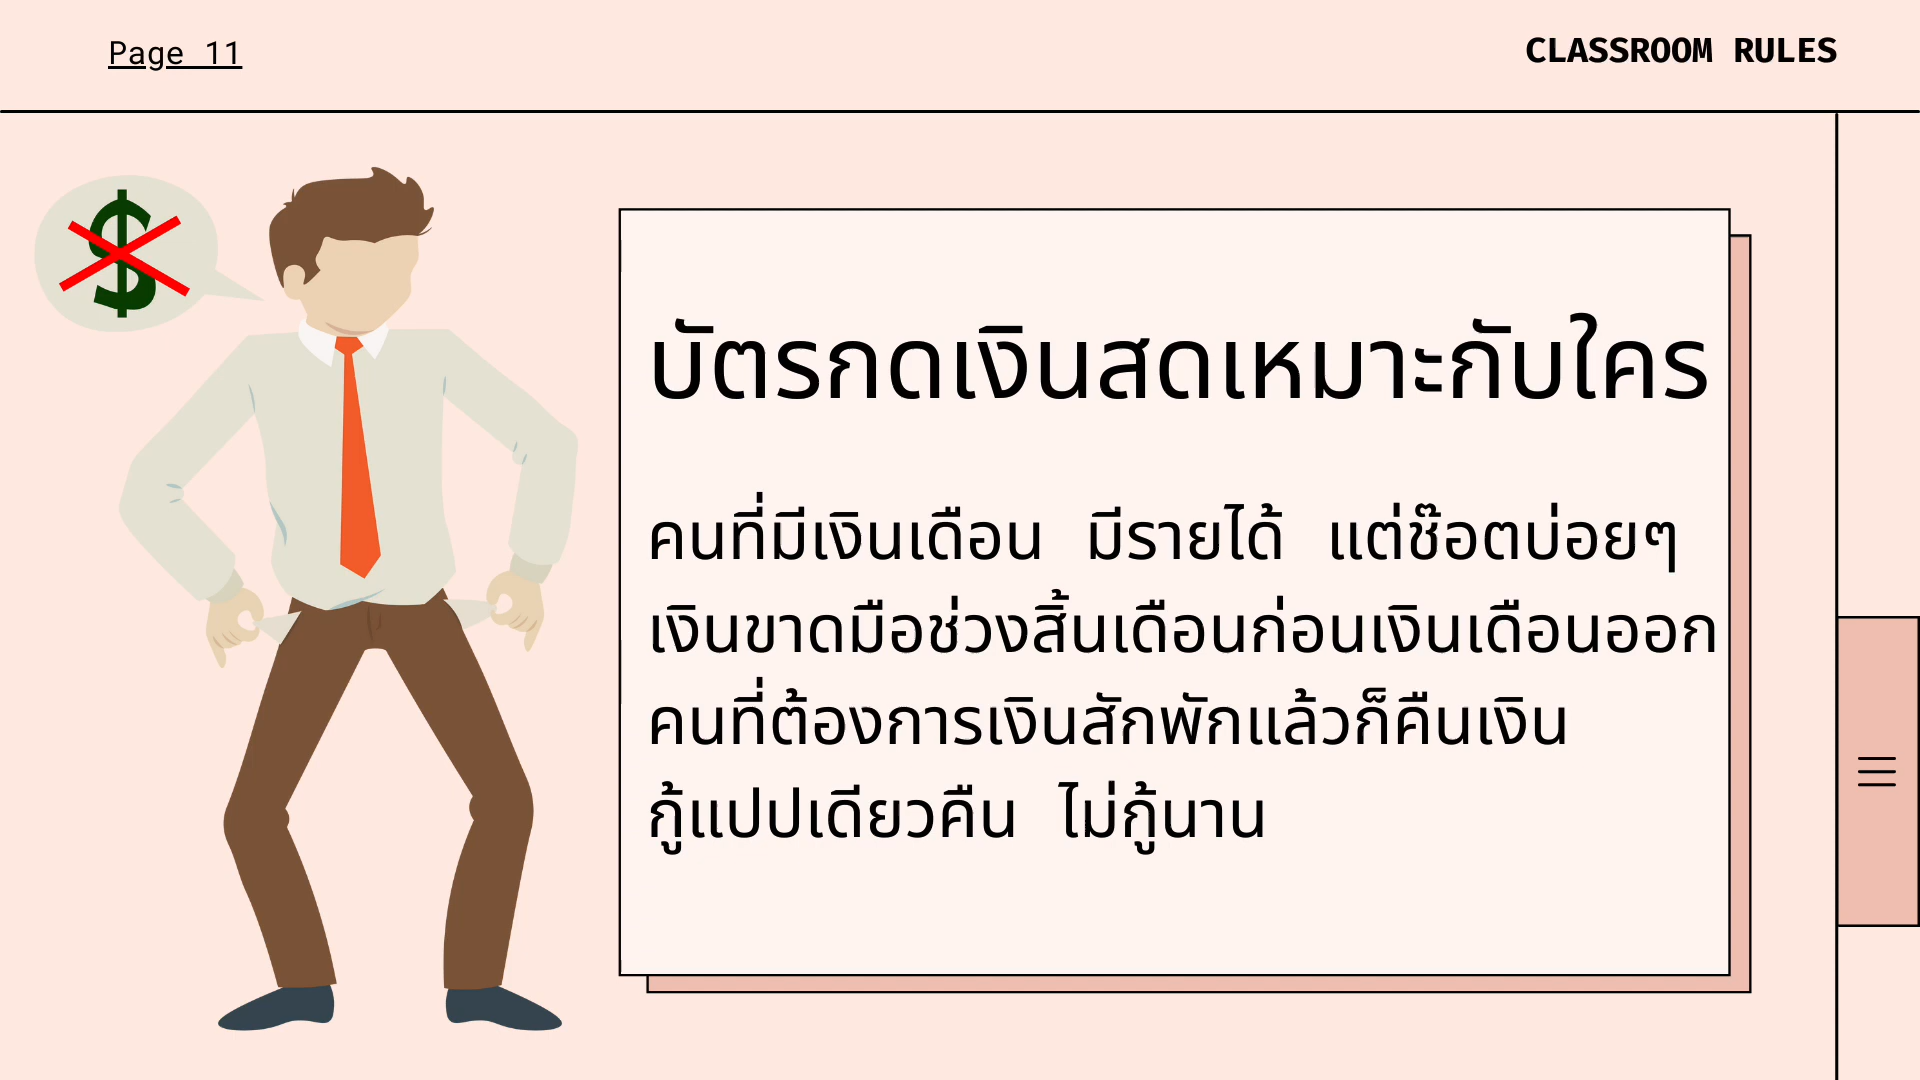 Page 11
CLASSROOM RULES
$
บัตรกดเงินสดเหมาะกับใคร
คนที่มีเงินเดือน มีรายได้ แต่ช๊อตบ่อยๆ
เงินขาดมือช่วงสิ้นเดือนก่อนเงินเดือนออก
คนที่ต้องการเงินสักพักแล้วก็คืนเงิน
กู้แปปเดียวคืน ไม่กู้นาน